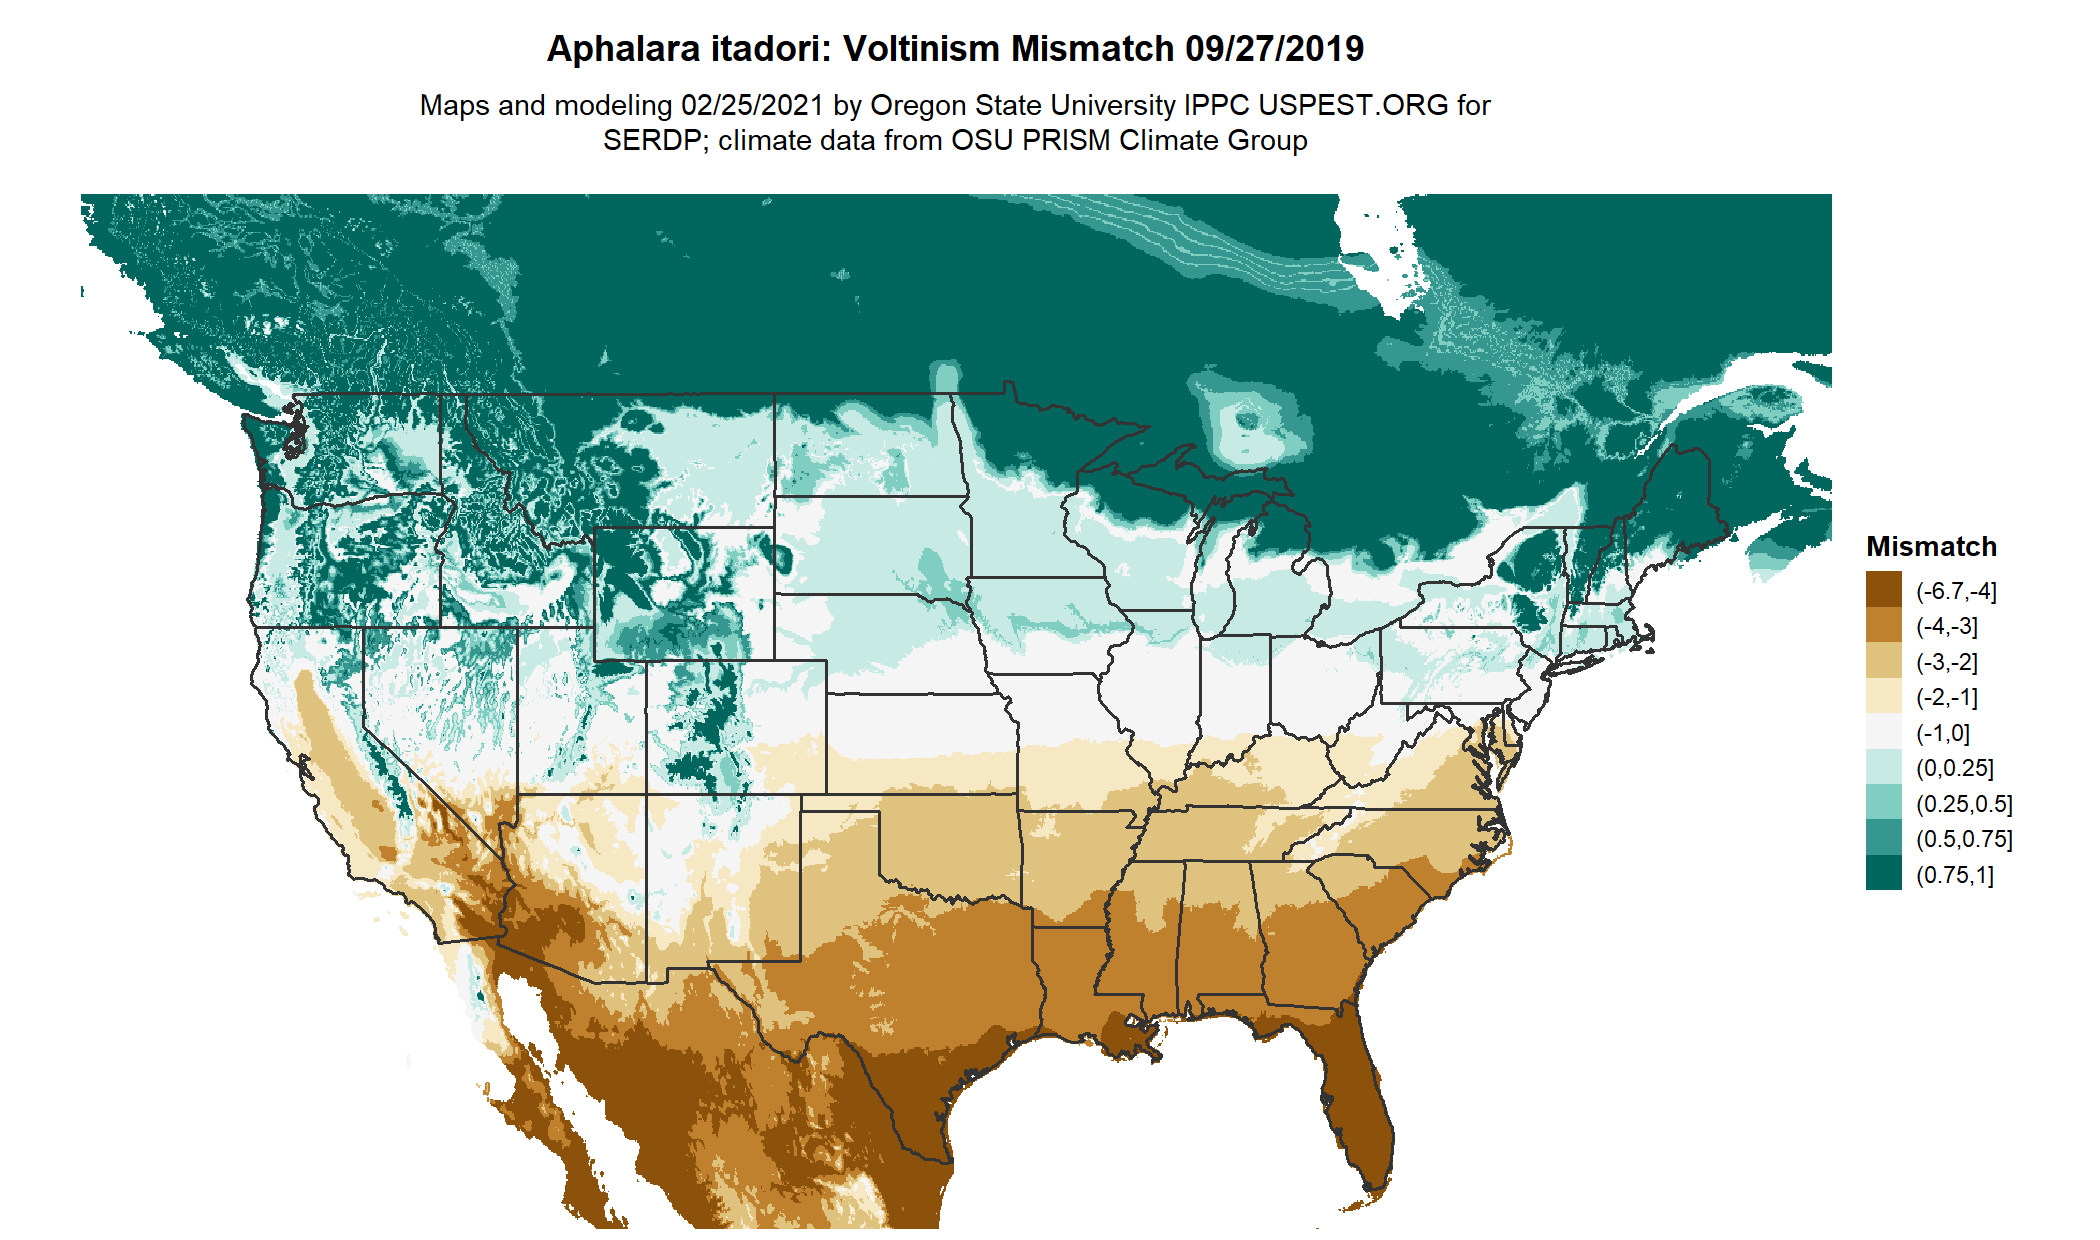 Aphalara itadori: Voltinism Mismatch 09/27/2019
Maps and modeling 02/25/2021 by Oregon State University IPPC USPEST.ORG for
SERDP; climate data from OSU PRISM Climate Group
Mismatch
(-6.7,-4]
(-4,-3]
(-3,-2]
(-2,-1]
(-1,0]
(0,0.25]
(0.25,0.5]
(0.5,0.75]
(0.75,1]